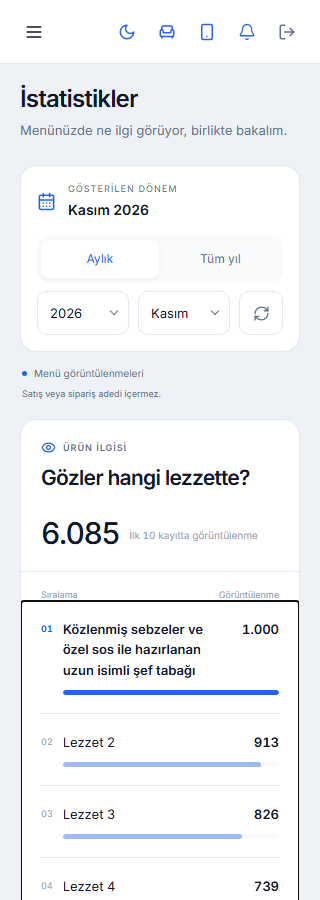 İstatistikler
Menünüzde ne ilgi görüyor, birlikte bakalım.
GÖSTERİLEN DÖNEM
Kasım 2026
Aylık
Tüm yıl
2026
Kasım
Menü görüntülenmeleri
Satış veya sipariş adedi içermez.
ÜRÜN İLGİSİ
Gözler hangi lezzette?
6.085 İlk 10 kayıtta görüntülenme
Sıralama Görüntülenme
01 Közlenmiş sebzeler ve 1.000
özel sos ile hazırlanan
uzun isimli şef tabağı
02 Lezzet 2 913
03 Lezzet 3 826
04 Lezzet 4 739